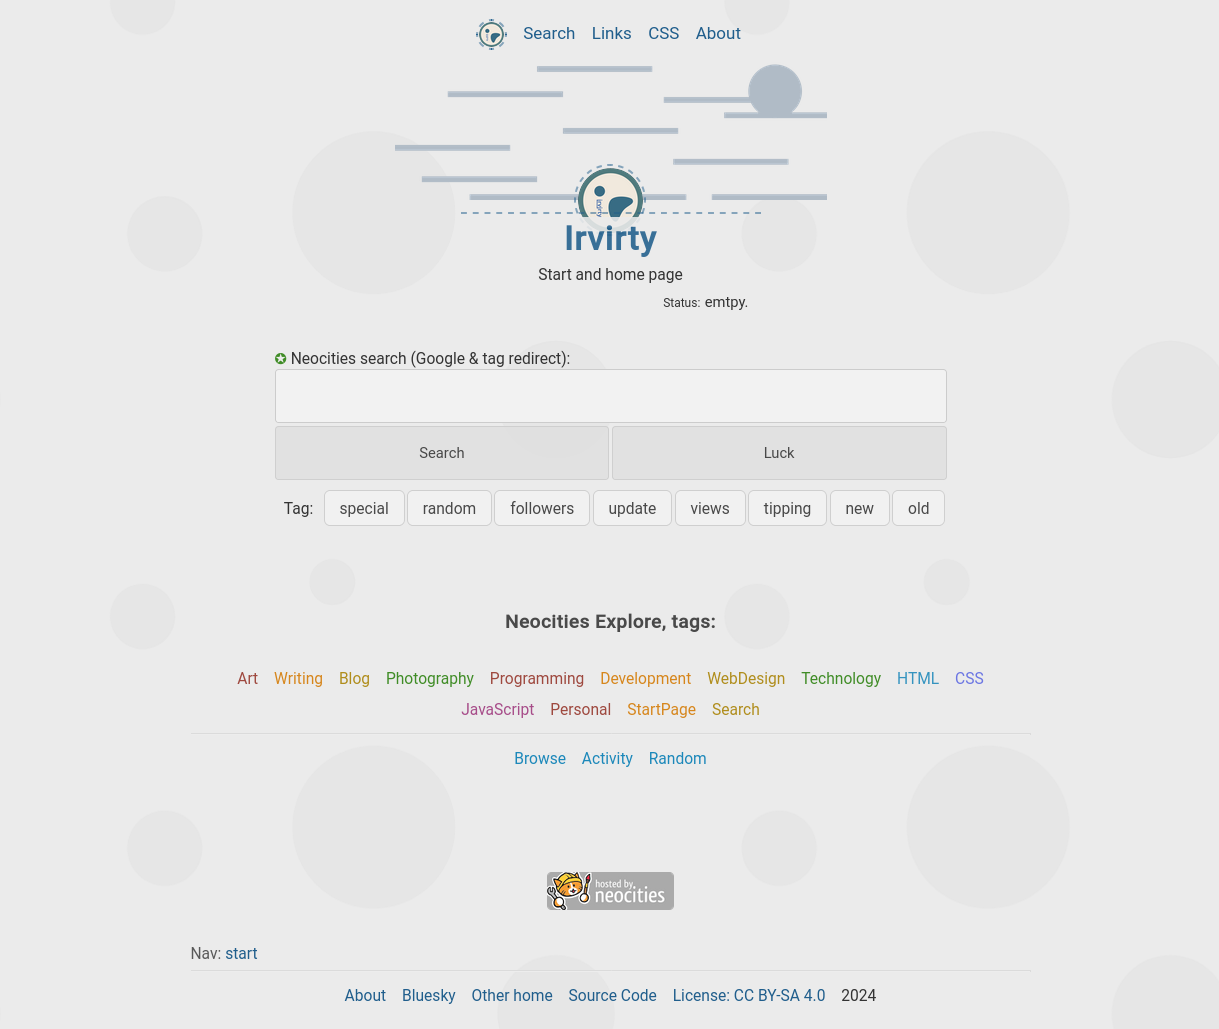 Search Links CSS About
Irvirty
Start and home page
Status: emtpy.
Neocities search (Google & tag redirect):
Search Luck
Tag: special random followers update views tipping new old
Neocities Explore, tags:
Art Writing Blog Photography Programming Development WebDesign Technology HTML CSS
JavaScript Personal StartPage Search
Browse Activity Random
hosted by
neocities
Nav: start
About Bluesky Other home Source Code License: CC BY-SA 4.0 2024